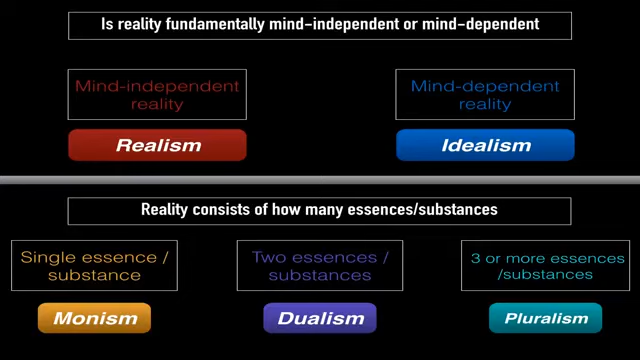 Is reality fundamentally mind-independent or mind-dependent
Mind-independent
reality
Realism
Mind-dependent
reality
Idealism
Reality consists of how many essences/substances
Single essence /
substance
Monism
Two essences /
substances
Dualism
3 or more essences
/substances
Pluralism